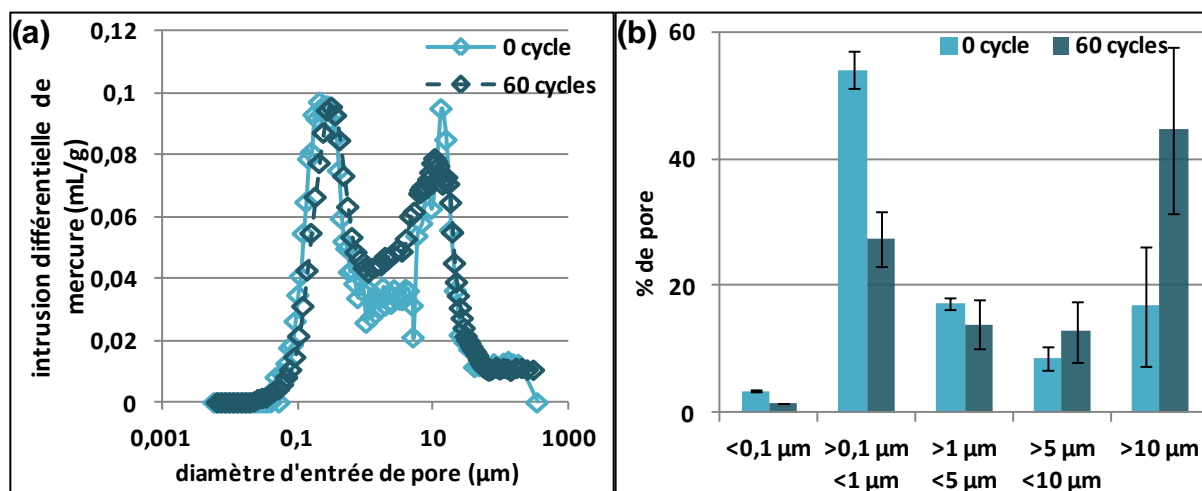 (a)
0 cycle
60 cycles
0,12
0,1
0,08
0,06
0,04
0,02
0
intrusion différentielle de
mercure (mL/g)
0,001
0,1
10
1000
diamètre d'entrée de pore (µm)
(b)
0 cycle
60 cycles
60
40
20
0
% de pore
<0,1 µm
>0,1 µm
<1 µm
>1 µm
<5 µm
>5 µm
<10 µm
>10 µm